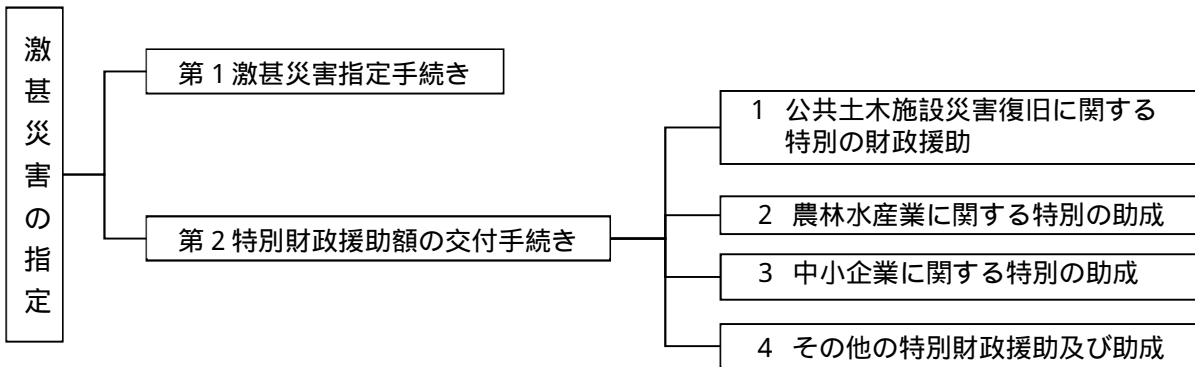 激甚災害の指定
第1激甚災害指定手続き
第2特別財政援助額の交付手続き
1 公共土木施設災害復旧に関する
特別の財政援助
2 農林水産業に関する特別の助成
3 中小企業に関する特別の助成
4 その他の特別財政援助及び助成